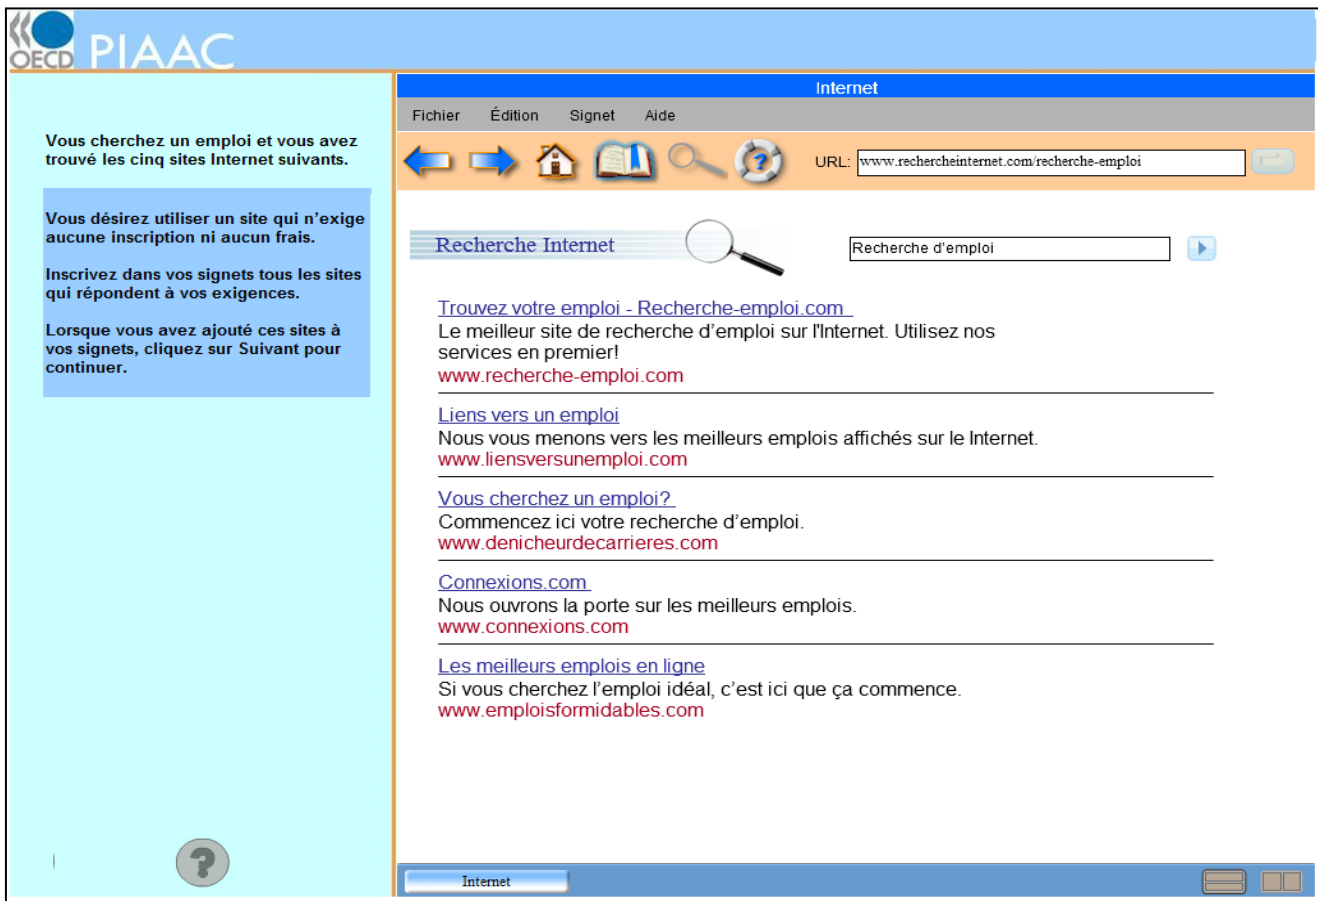 OECD PIAAC
Vous cherchez un emploi et vous avez
trouvé les cinq sites Internet suivants.
Vous désirez utiliser un site qui n'exige
aucune inscription ni aucun frais.
Inscrivez dans vos signets tous les sites
qui répondent à vos exigences.
Lorsque vous avez ajouté ces sites à
vos signets, cliquez sur Suivant pour
continuer.
?
Internet
Fichier Édition Signet Aide
? URL: www.rechercheinternet.com/recherche-emploi
Recherche Internet Recherche d'emploi
Trouvez votre emploi - Recherche-emploi.com
Le meilleur site de recherche d'emploi sur l'Internet. Utilisez nos
services en premier!
www.recherche-emploi.com
Liens vers un emploi
Nous vous menons vers les meilleurs emplois affichés sur le Internet.
www.liensversunemploi.com
Vous cherchez un emploi?
Commencez ici votre recherche d'emploi.
www.denicheurdecarrieres.com
Connexions.com
Nous ouvrons la porte sur les meilleurs emplois.
www.connexions.com
Les meilleurs emplois en ligne
Si vous cherchez l'emploi idéal, c'est ici que ça commence.
www.emploisformidables.com
Internet